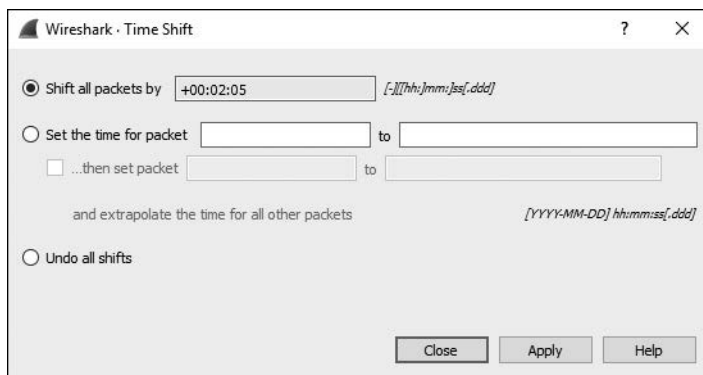 Wireshark · Time Shift ? ×
Shift all packets by +00:02:05 [-][[hh:]mm:]ss[.ddd]
Set the time for packet to
...then set packet to
and extrapolate the time for all other packets [YYYY-MM-DD] hh:mm:ss[.ddd]
Undo all shifts
Close Apply Help